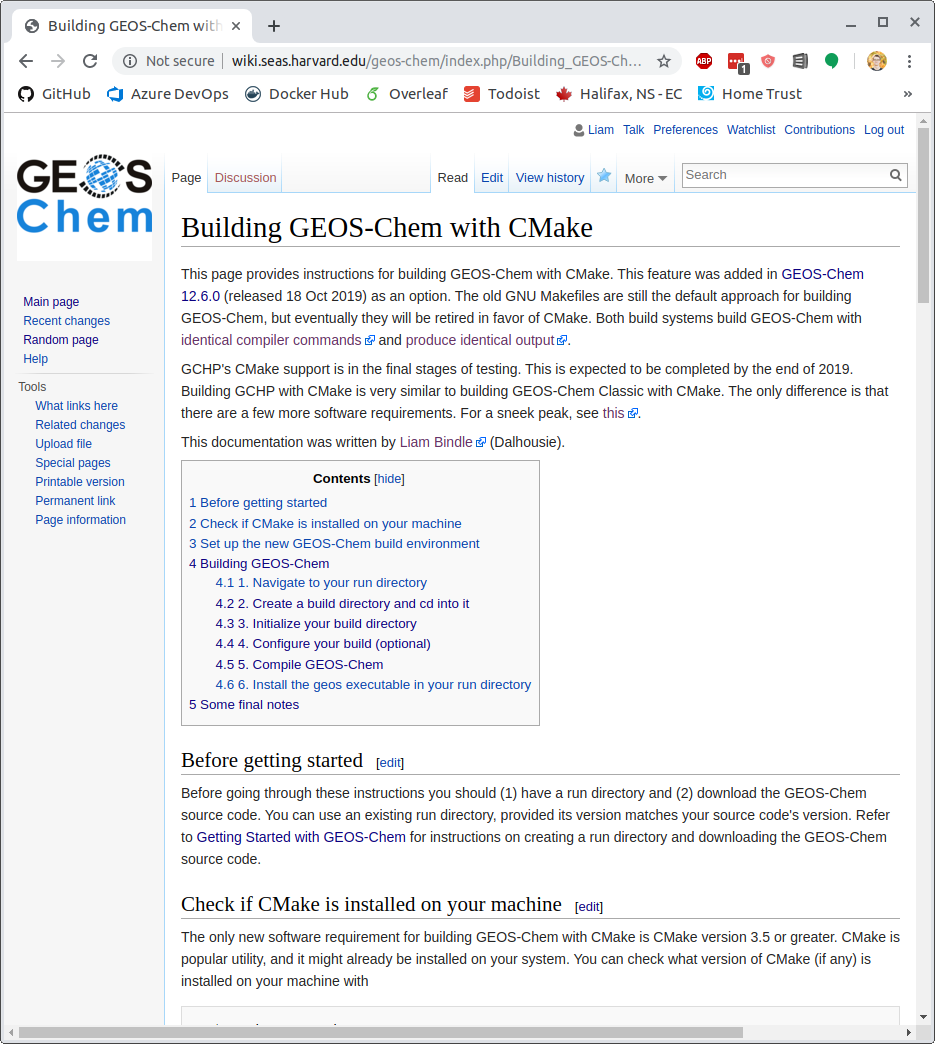 Building GEOS-Chem with
Not secure | wiki.seas.harvard.edu/geos-chem/index.php/Building_GEOS-Ch...
ABP
1
GitHub
Azure DevOps
Docker Hub
Overleaf
Todoist
Halifax, NS - EC
Home Trust
»
Liam Talk Preferences Watchlist Contributions Log out
GEOS
Chem
Page Discussion Read Edit View history More Search
Main page
Recent changes
Random page
Help
Tools
What links here
Related changes
Upload file
Special pages
Printable version
Permanent link
Page information
Building GEOS-Chem with CMake
This page provides instructions for building GEOS-Chem with CMake. This feature was added in GEOS-Chem
12.6.0 (released 18 Oct 2019) as an option. The old GNU Makefiles are still the default approach for building
GEOS-Chem, but eventually they will be retired in favor of CMake. Both build systems build GEOS-Chem with
identical compiler commands and produce identical output.
GCHP's CMake support is in the final stages of testing. This is expected to be completed by the end of 2019.
Building GCHP with CMake is very similar to building GEOS-Chem Classic with CMake. The only difference is that
there are a few more software requirements. For a sneek peak, see this.
This documentation was written by Liam Bindle (Dalhousie).
Contents [hide]
1 Before getting started
2 Check if CMake is installed on your machine
3 Set up the new GEOS-Chem build environment
4 Building GEOS-Chem
4.1 1. Navigate to your run directory
4.2 2. Create a build directory and cd into it
4.3 3. Initialize your build directory
4.4 4. Configure your build (optional)
4.5 5. Compile GEOS-Chem
4.6 6. Install the geos executable in your run directory
5 Some final notes
Before getting started [edit]
Before going through these instructions you should (1) have a run directory and (2) download the GEOS-Chem
source code. You can use an existing run directory, provided its version matches your source code's version. Refer
to Getting Started with GEOS-Chem for instructions on creating a run directory and downloading the GEOS-Chem
source code.
Check if CMake is installed on your machine [edit]
The only new software requirement for building GEOS-Chem with CMake is CMake version 3.5 or greater. CMake is
popular utility, and it might already be installed on your system. You can check what version of CMake (if any) is
installed on your machine with